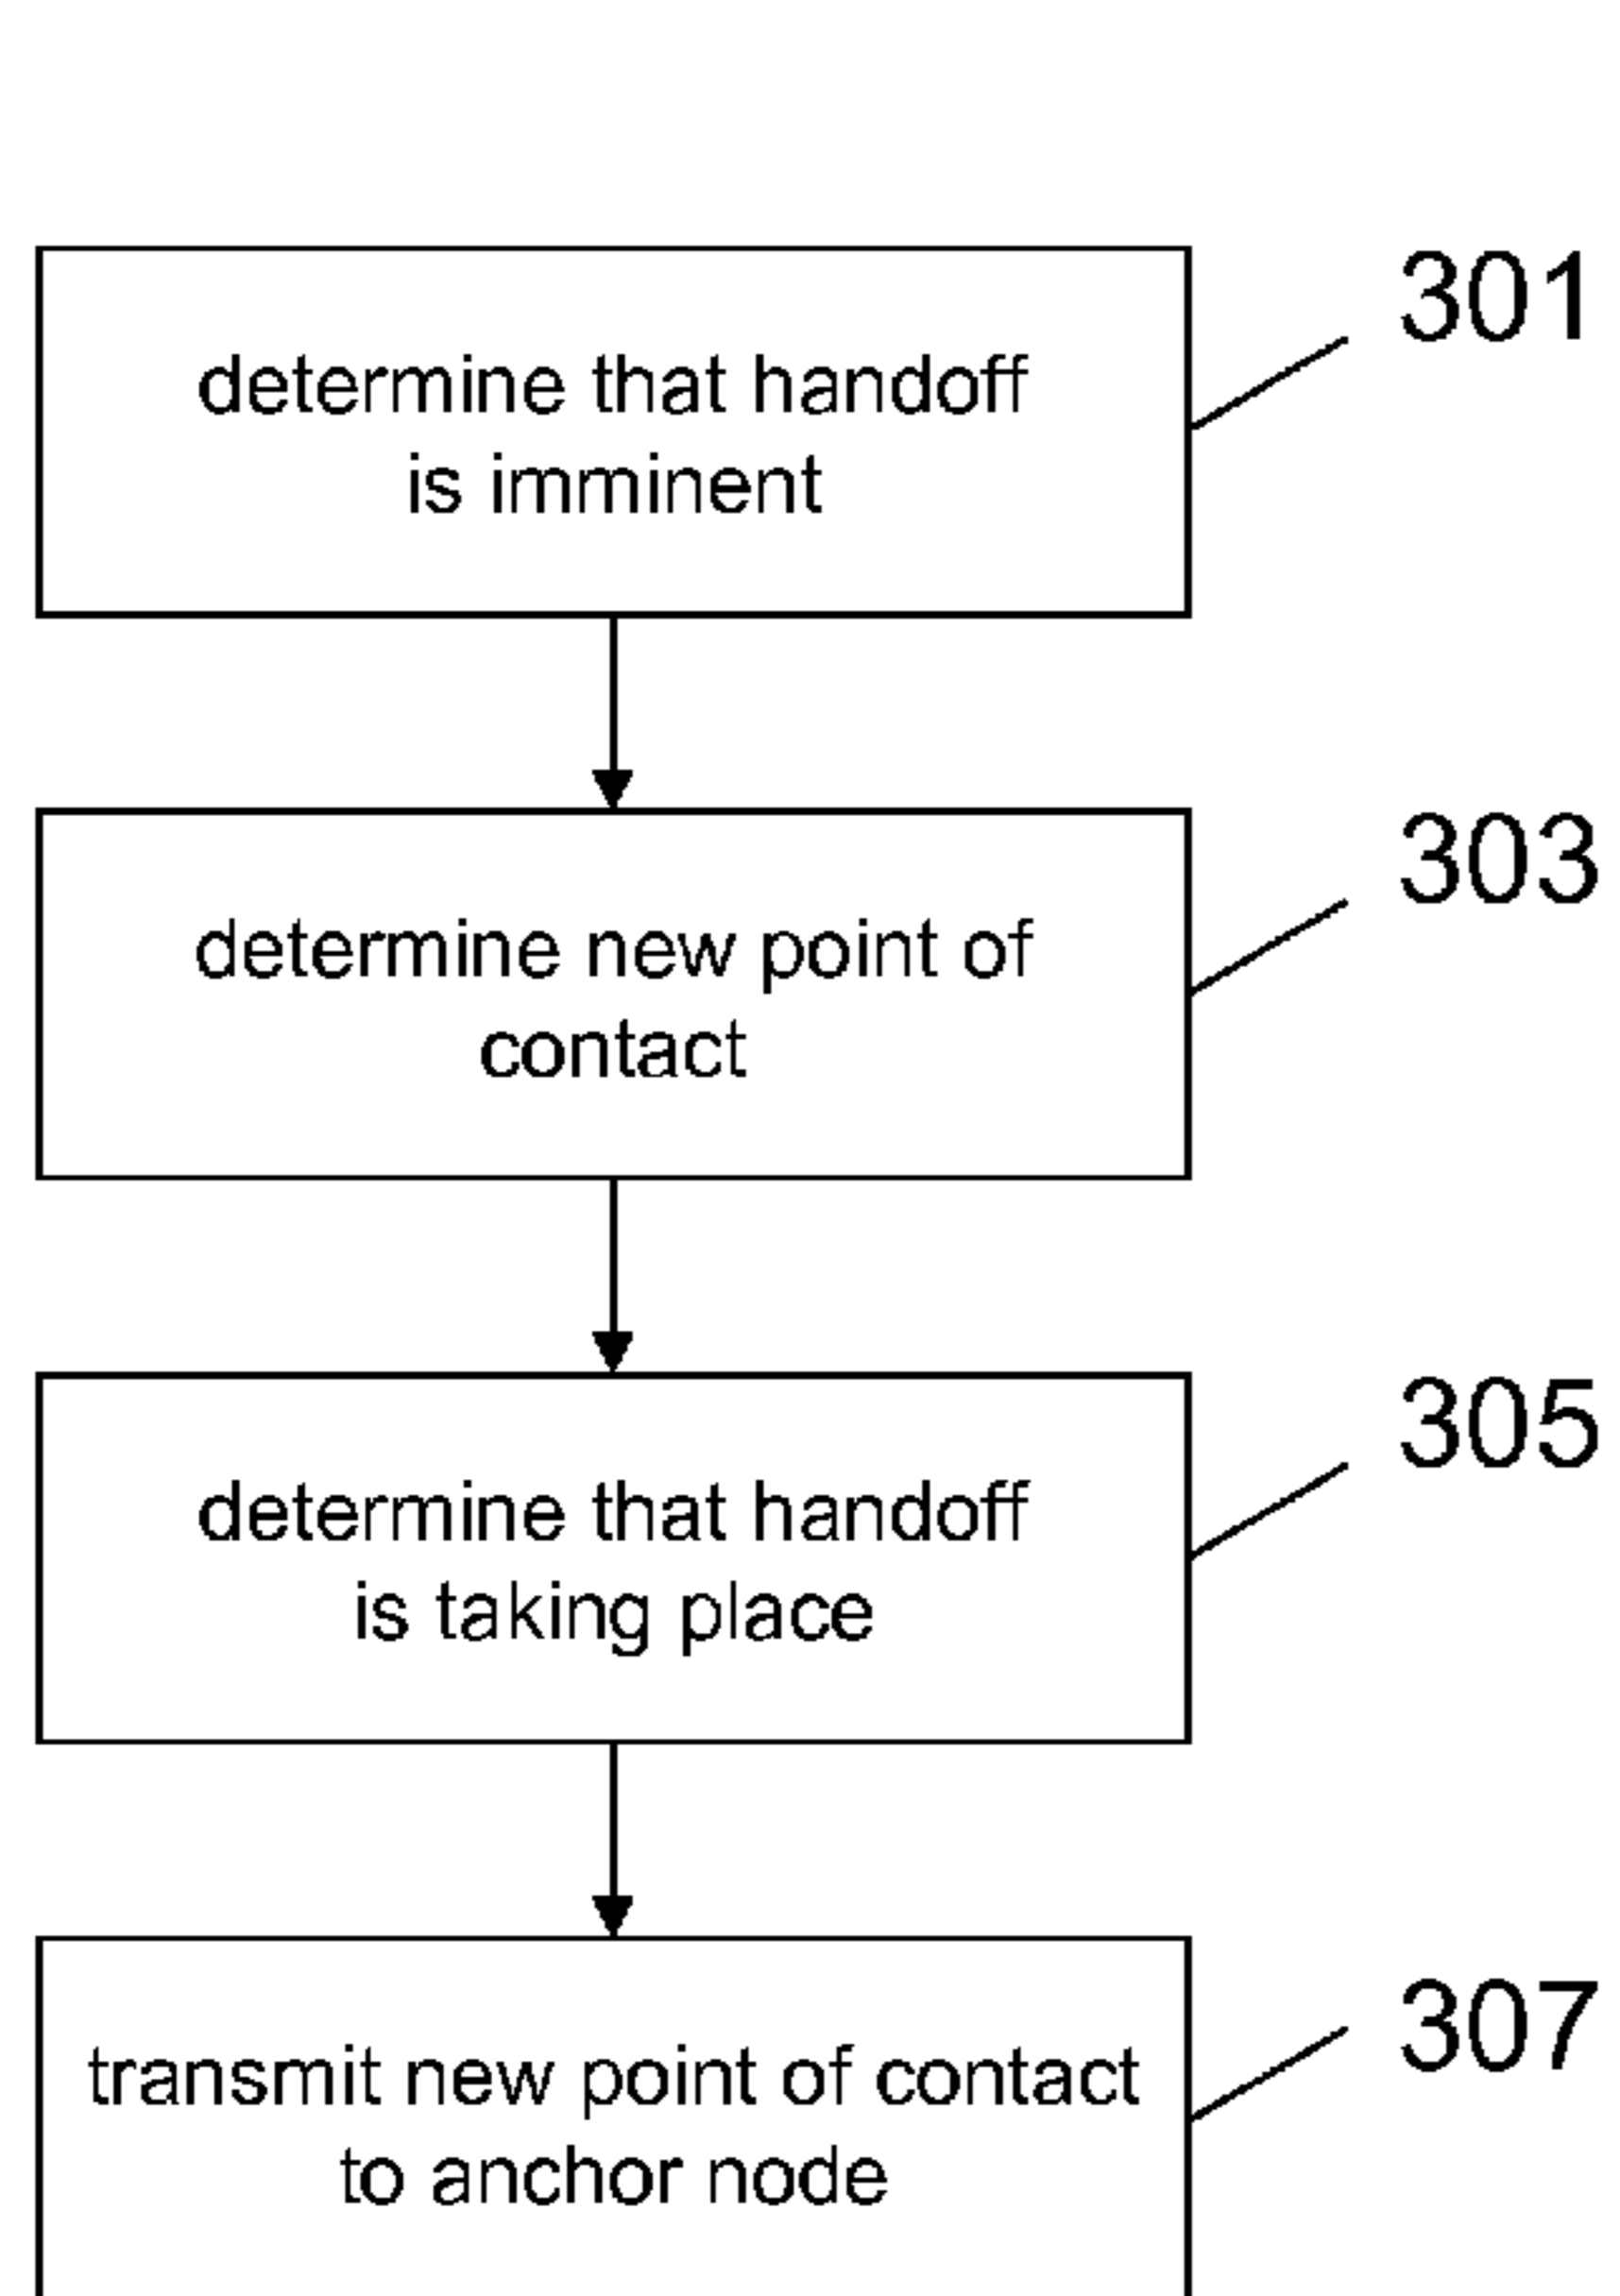 301
determine that handoff
is imminent
303
determine new point of
contact
305
determine that handoff
is taking place
307
transmit new point of contact
to anchor node